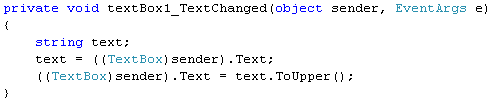 private void textBox1_TextChanged(object sender, EventArgs e)
{
    string text;
    text = ((TextBox)sender).Text;
    ((TextBox)sender).Text = text.ToUpper();
}